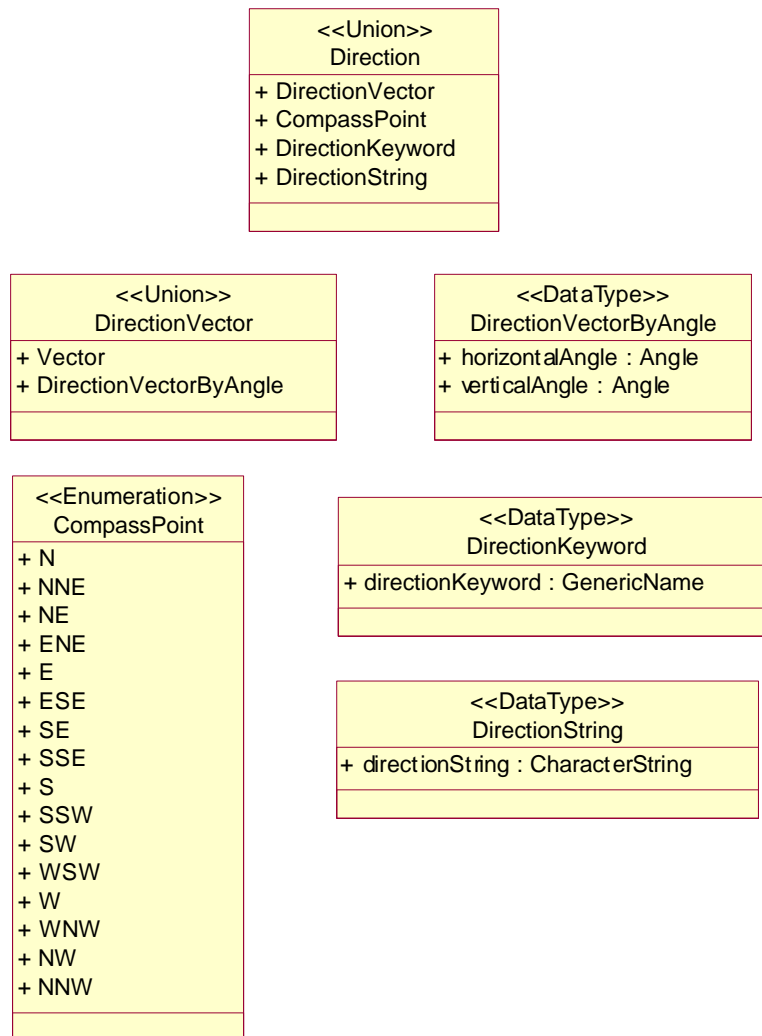 <<Union>>
Direction
+ DirectionVector
+ CompassPoint
+ DirectionKeyword
+ DirectionString
<<Union>>
DirectionVector
+ Vector
+ DirectionVectorByAngle
<<DataType>>
DirectionVectorByAngle
+ horizontalAngle : Angle
+ verticalAngle : Angle
<<Enumeration>>
CompassPoint
+ N
+ NNE
+ NE
+ ENE
+ E
+ ESE
+ SE
+ SSE
+ S
+ SSW
+ SW
+ WSW
+ W
+ WNW
+ NW
+ NNW
<<DataType>>
DirectionKeyword
+ directionKeyword : GenericName
<<DataType>>
DirectionString
+ directionString : CharacterString